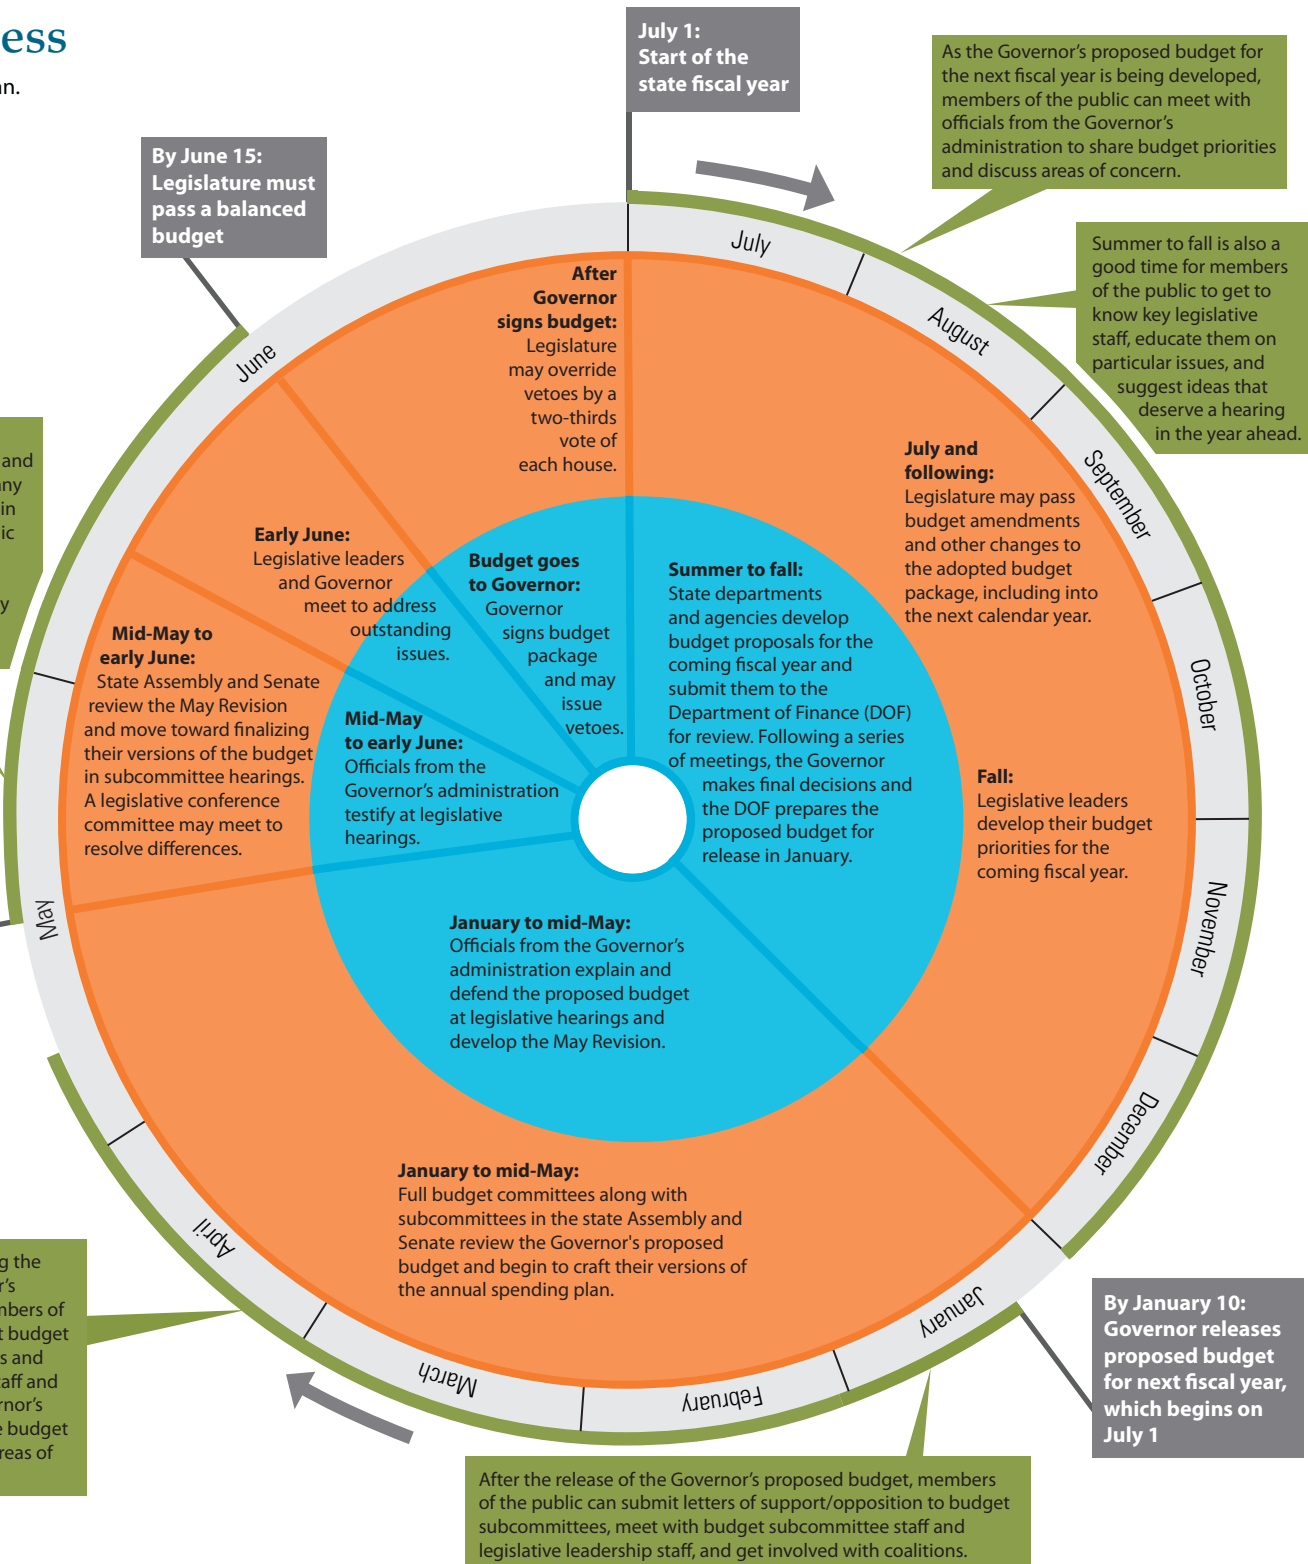 ess
an.
July 1:
Start of the
state fiscal year
As the Governor's proposed budget for
the next fiscal year is being developed,
members of the public can meet with
officials from the Governor's
administration to share budget priorities
and discuss areas of concern.
By June 15:
Legislature must
pass a balanced
budget
Summer to fall is also a
good time for members
of the public to get to
know key legislative
staff, educate them on
particular issues, and
suggest ideas that
deserve a hearing
in the year ahead.
July
August
September
October
November
December
January
February
March
April
May
June
After
Governor
signs budget:
Legislature
may override
vetoes by a
two-thirds
vote of
each house.
July and
following:
Legislature may pass
budget amendments
and other changes to
the adopted budget
package, including into
the next calendar year.
Early June:
Legislative leaders
and Governor
meet to address
outstanding
issues.
Budget goes
to Governor:
Governor
signs budget
package
and may
issue
vetoes.
Summer to fall:
State departments
and agencies develop
budget proposals for the
coming fiscal year and
submit them to the
Department of Finance (DOF)
for review. Following a series
of meetings, the Governor
makes final decisions and
the DOF prepares the
proposed budget for
release in January.
and
any
in
ic
y
Mid-May to
early June:
State Assembly and Senate
review the May Revision
and move toward finalizing
their versions of the budget
in subcommittee hearings.
A legislative conference
committee may meet to
resolve differences.
Mid-May
to early June:
Officials from the
Governor's administration
testify at legislative
hearings.
Fall:
Legislative leaders
develop their budget
priorities for the
coming fiscal year.
January to mid-May:
Officials from the Governor's
administration explain and
defend the proposed budget
at legislative hearings and
develop the May Revision.
January to mid-May:
Full budget committees along with
subcommittees in the state Assembly and
Senate review the Governor's proposed
budget and begin to craft their versions of
the annual spending plan.
g the
r's
nbers of
t budget
s and
aff and
rnor's
e budget
reas of
By January 10:
Governor releases
proposed budget
for next fiscal year,
which begins on
July 1
After the release of the Governor's proposed budget, members
of the public can submit letters of support/opposition to budget
subcommittees, meet with budget subcommittee staff and
legislative leadership staff, and get involved with coalitions.